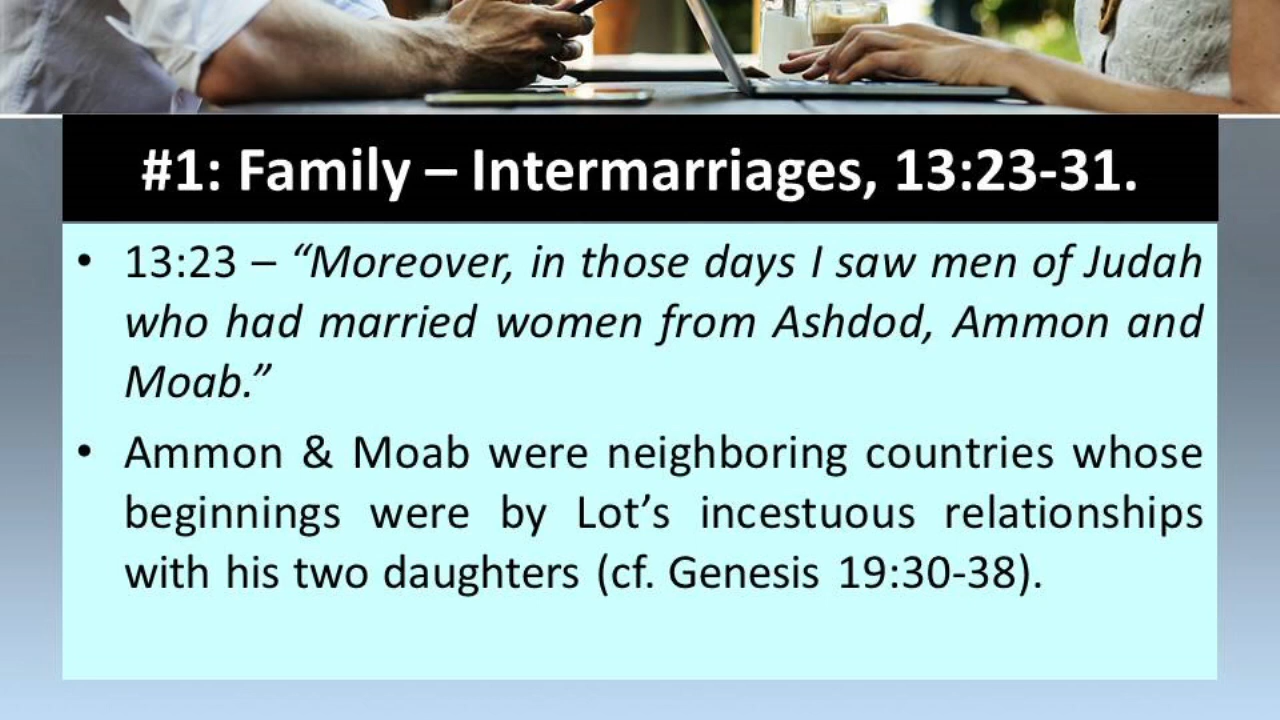 #1: Family – Intermarriages, 13:23-31.
• 13:23 – “Moreover, in those days I saw men of Judah
who had married women from Ashdod, Ammon and
Moab.”
• Ammon & Moab were neighboring countries whose
beginnings were by Lot’s incestuous relationships
with his two daughters (cf. Genesis 19:30-38).